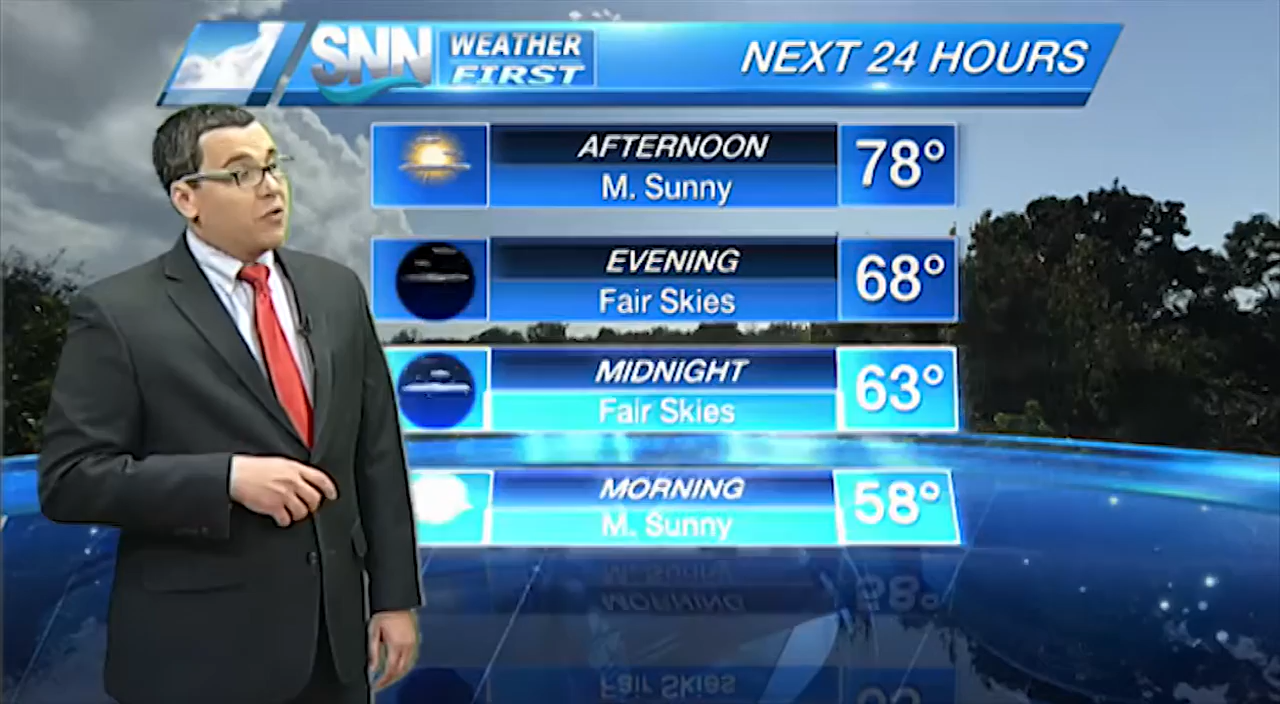 SNN
WEATHER
FIRST
NEXT 24 HOURS
AFTERNOON
M. Sunny
78°
EVENING
Fair Skies
68°
MIDNIGHT
Fair Skies
63°
MORNING
M. Sunny
58°